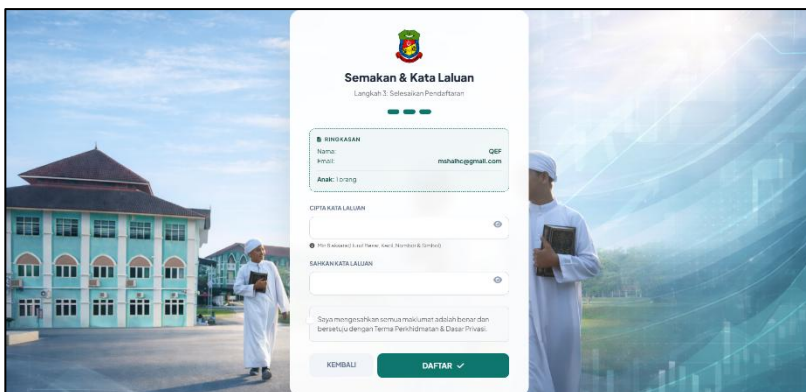 Semakan & Kata Laluan
Langkah 3: Selesaikan Pendaftaran
RINGKASAN
Nama: QEF
Email: mshalhc@gmail.com
Anak: 1 orang
CIPTA KATA LALUAN
SAHKAN KATA LALUAN
Saya mengesahkan semua maklumat adalah benar dan
bersetuju dengan Terma Perkhidmatan & Dasar Privasi.
KEMBALI
DAFTAR